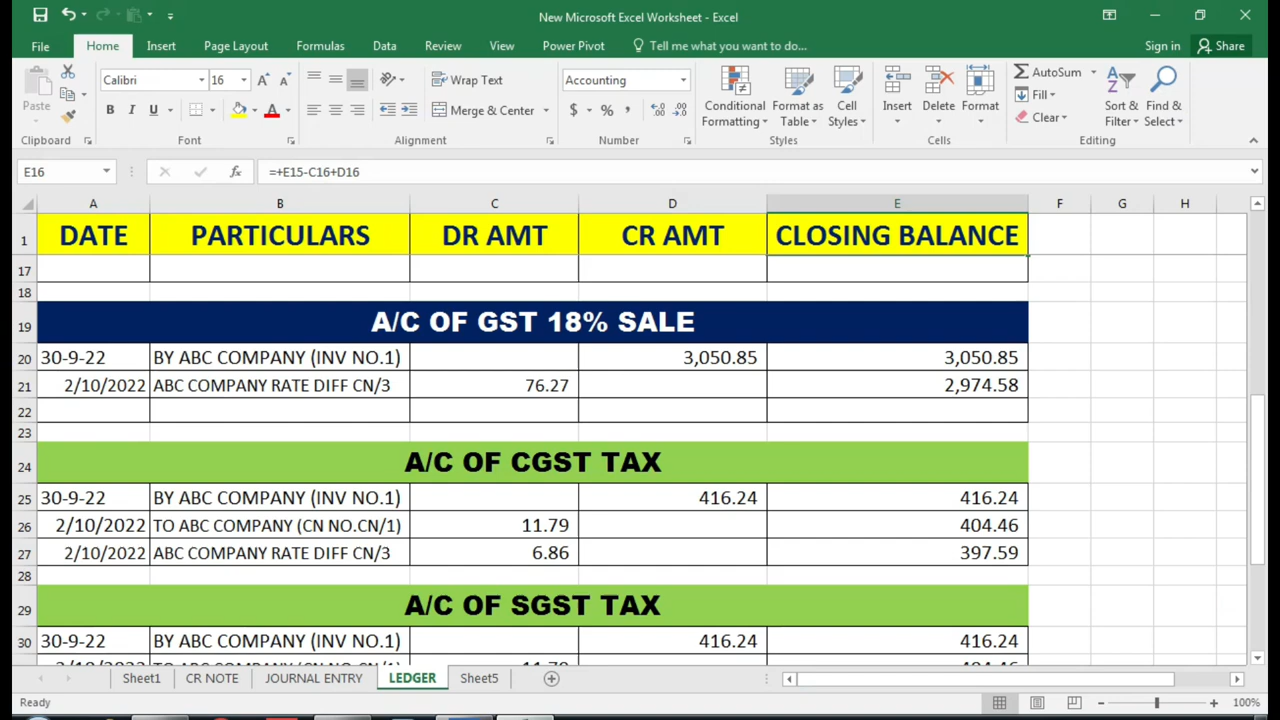 New Microsoft Excel Worksheet - Excel
File Home Insert Page Layout Formulas Data Review View Power Pivot Tell me what you want to do... Sign in Share
Paste Calibri 16 Wrap Text Accounting Conditional Formatting Format as Table Cell Styles Insert Delete Format AutoSum Sort & Filter Find & Select
B I U Merge & Center $ % , Fill
Clear
Clipboard Font Alignment Number Styles Cells Editing
E16 fx =+E15-C16+D16
A B C D E F G H
1 DATE PARTICULARS DR AMT CR AMT CLOSING BALANCE
17
18
19 A/C OF GST 18% SALE
20 30-9-22 BY ABC COMPANY (INV NO.1) 3,050.85 3,050.85
21 2/10/2022 ABC COMPANY RATE DIFF CN/3 76.27 2,974.58
22
23
24 A/C OF CGST TAX
25 30-9-22 BY ABC COMPANY (INV NO.1) 416.24 416.24
26 2/10/2022 TO ABC COMPANY (CN NO.CN/1) 11.79 404.46
27 2/10/2022 ABC COMPANY RATE DIFF CN/3 6.86 397.59
28
29 A/C OF SGST TAX
30 30-9-22 BY ABC COMPANY (INV NO.1) 416.24 416.24
Sheet1 CR NOTE JOURNAL ENTRY LEDGER Sheet5
Ready 100%